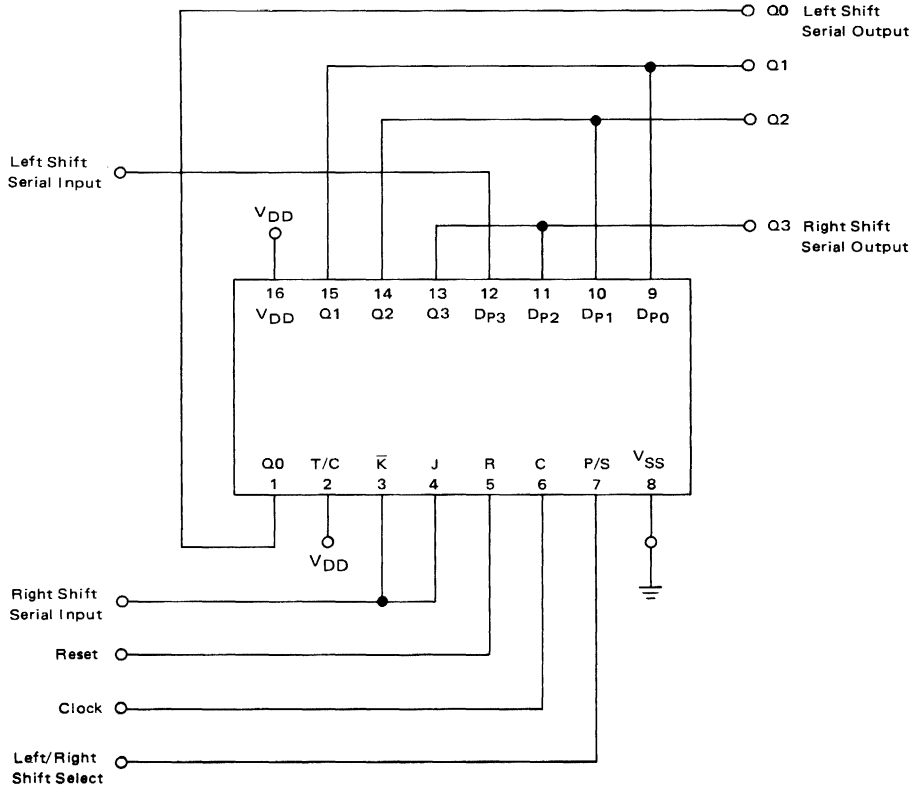 Q0 Left Shift
Serial Output
Q1
Q2
Left Shift
Serial Input
VDD
Q3 Right Shift
Serial Output
16 15 14 13 12 11 10 9
VDD Q1 Q2 Q3 DP3 DP2 DP1 DP0
Q0 T/C K̅ J R C P/S VSS
1 2 3 4 5 6 7 8
VDD
Right Shift
Serial Input
Reset
Clock
Left/Right
Shift Select